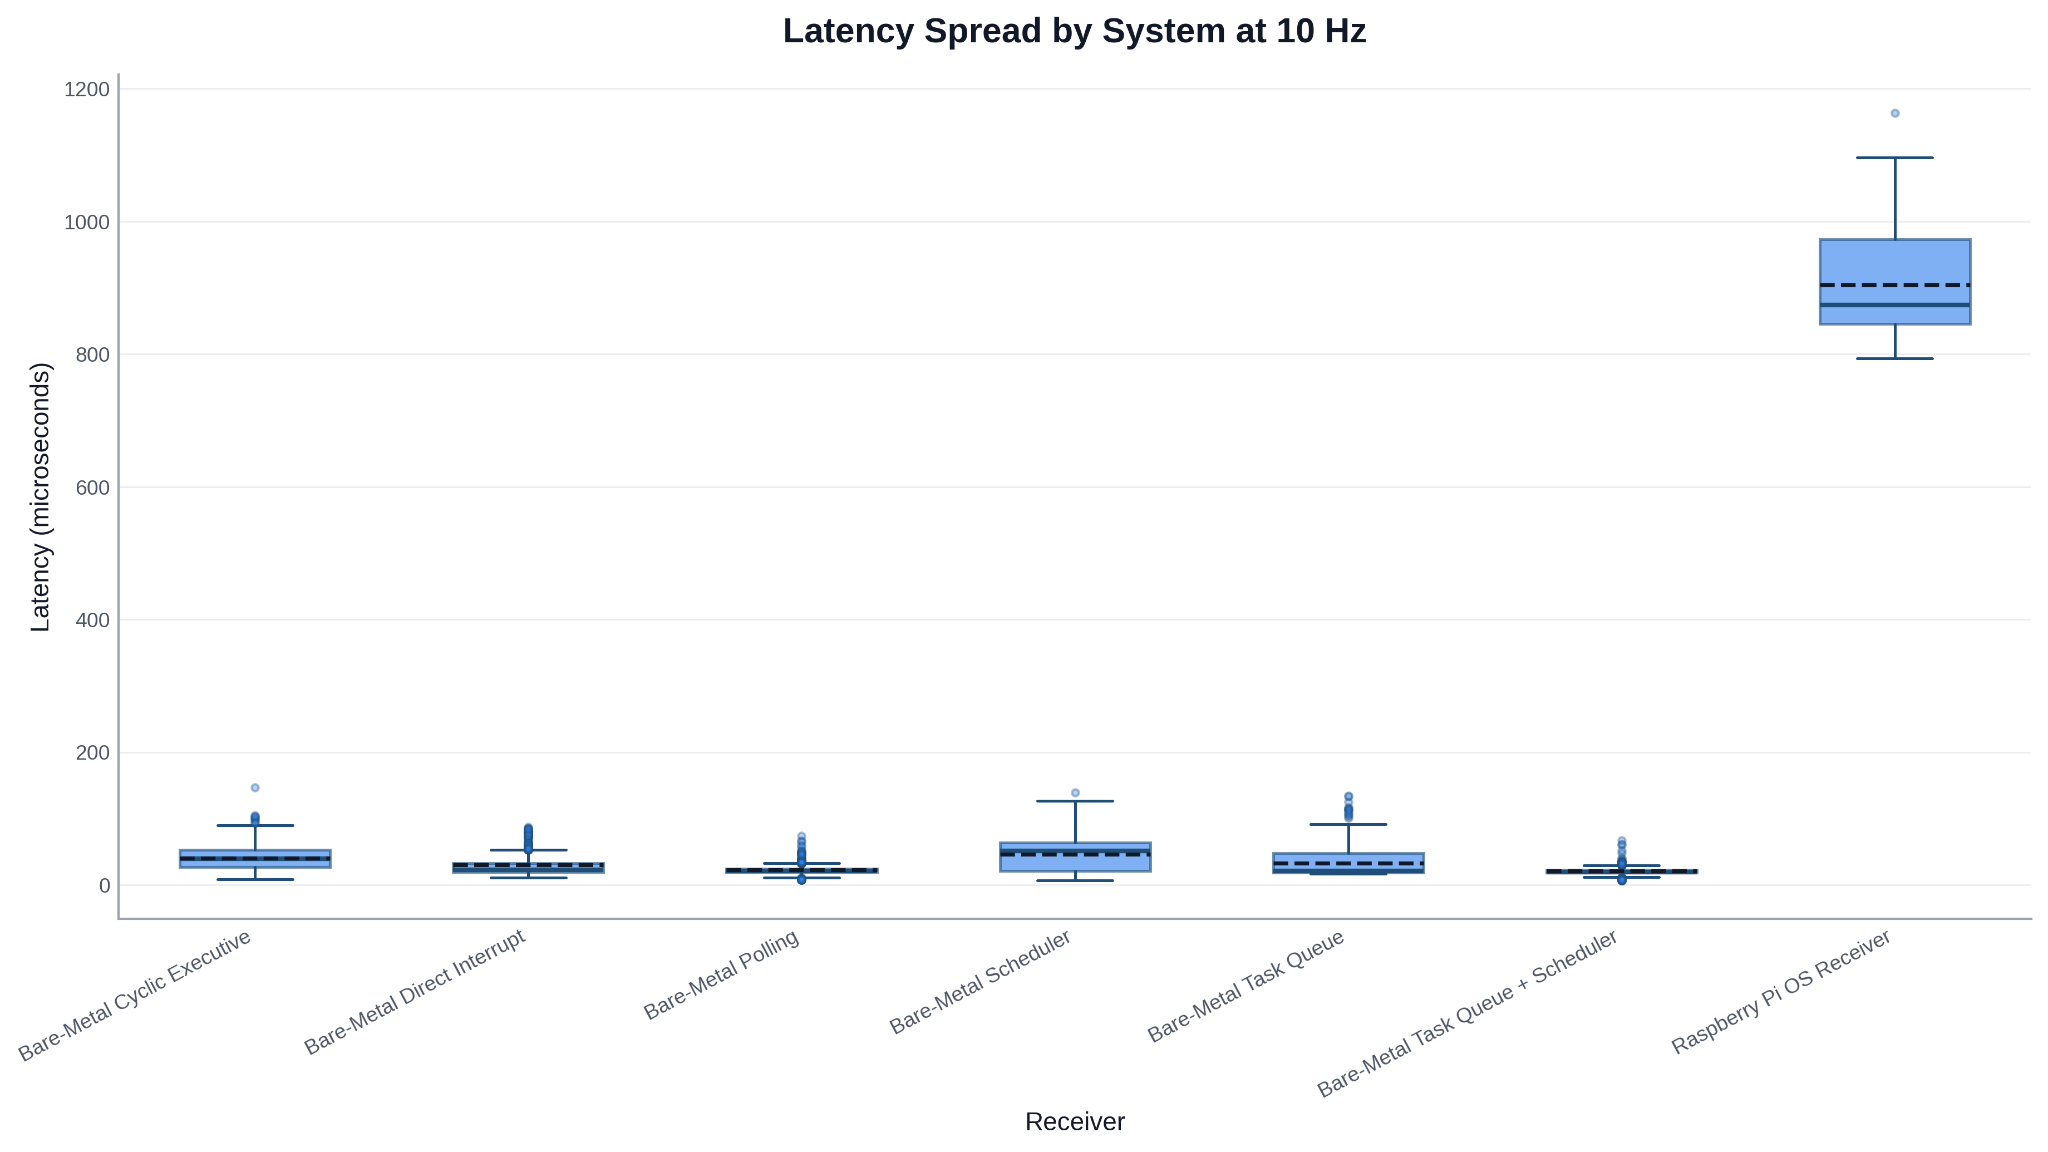 Latency Spread by System at 10 Hz
1200
1000
800
600
400
200
0
Latency (microseconds)
Bare-Metal Cyclic Executive
Bare-Metal Direct Interrupt
Bare-Metal Polling
Bare-Metal Scheduler
Bare-Metal Task Queue
Bare-Metal Task Queue + Scheduler
Raspberry Pi OS Receiver
Receiver